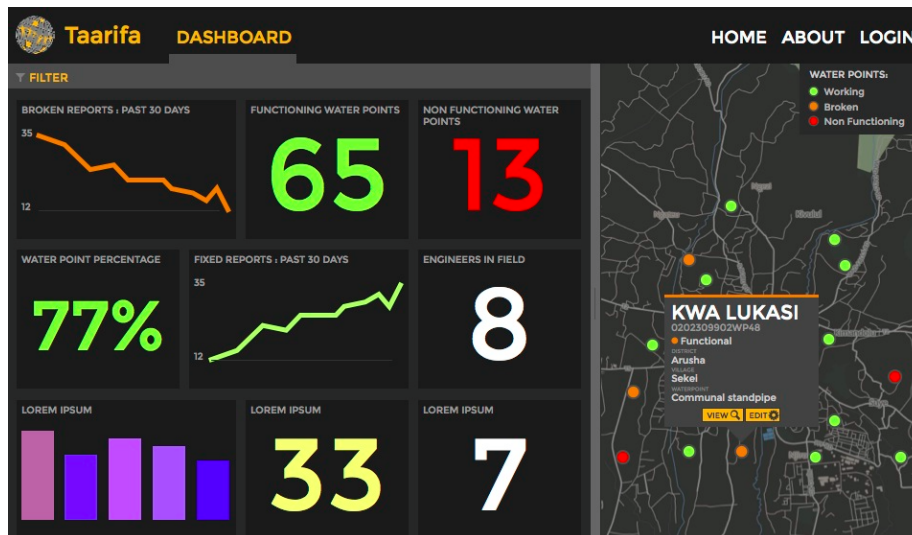 Taarifa
DASHBOARD
HOME ABOUT LOGIN
FILTER
BROKEN REPORTS : PAST 30 DAYS
35
12
FUNCTIONING WATER POINTS
65
NON FUNCTIONING WATER
POINTS
13
WATER POINT PERCENTAGE
77%
FIXED REPORTS : PAST 30 DAYS
35
12
ENGINEERS IN FIELD
8
LOREM IPSUM
LOREM IPSUM
33
LOREM IPSUM
7
WATER POINTS:
Working
Broken
Non Functioning
KWA LUKASI
0202309902WP48
Functional
DISTRICT
Arusha
VILLAGE
Sekei
WATERPOINT
Communal standpipe
VIEW EDIT